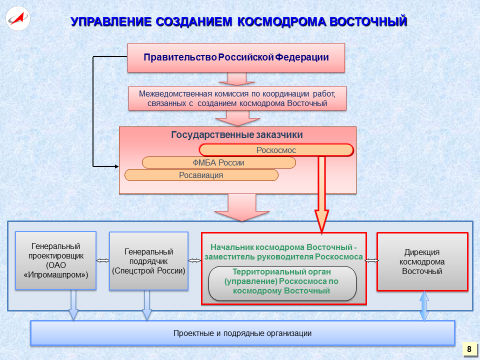 УПРАВЛЕНИЕ СОЗДАНИЕМ КОСМОДРОМА ВОСТОЧНЫЙ
Правительство Российской Федерации
Межведомственная комиссия по координации работ,
связанных с созданием космодрома Восточный
Государственные заказчики
Роскосмос
ФМБА России
Росавиация
Генеральный
проектировщик
(ОАО
«Ипромашпром»)
Генеральный
подрядчик
(Спецстрой России)
Начальник космодрома Восточный -
заместитель руководителя Роскосмоса
Территориальный орган
(управление) Роскосмоса по
космодрому Восточный
Дирекция
космодрома
Восточный
Проектные и подрядные организации
8